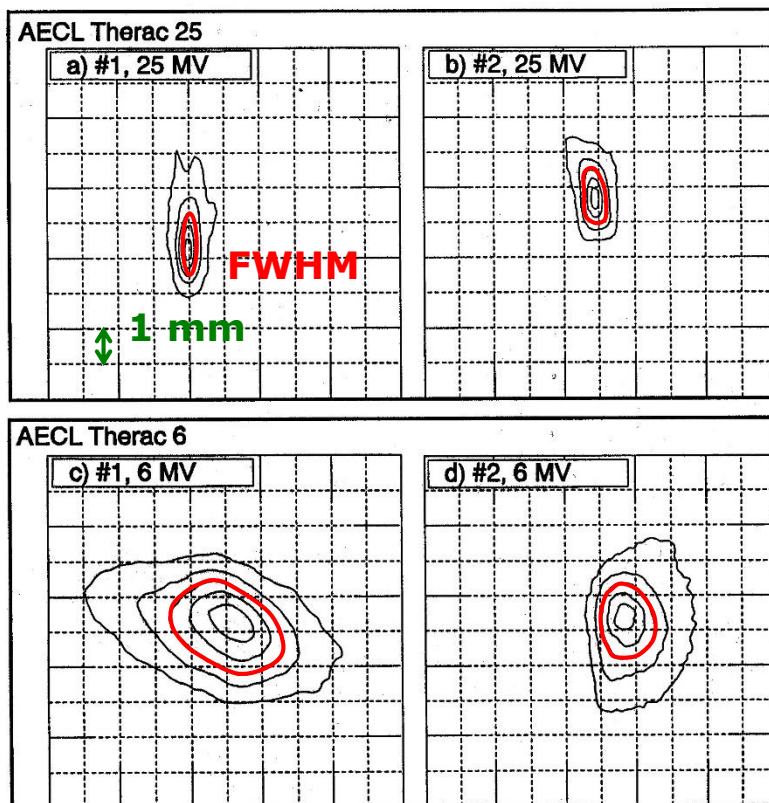 AECL Therac 25
a) #1, 25 MV
b) #2, 25 MV
FWHM
1 mm
AECL Therac 6
c) #1, 6 MV
d) #2, 6 MV